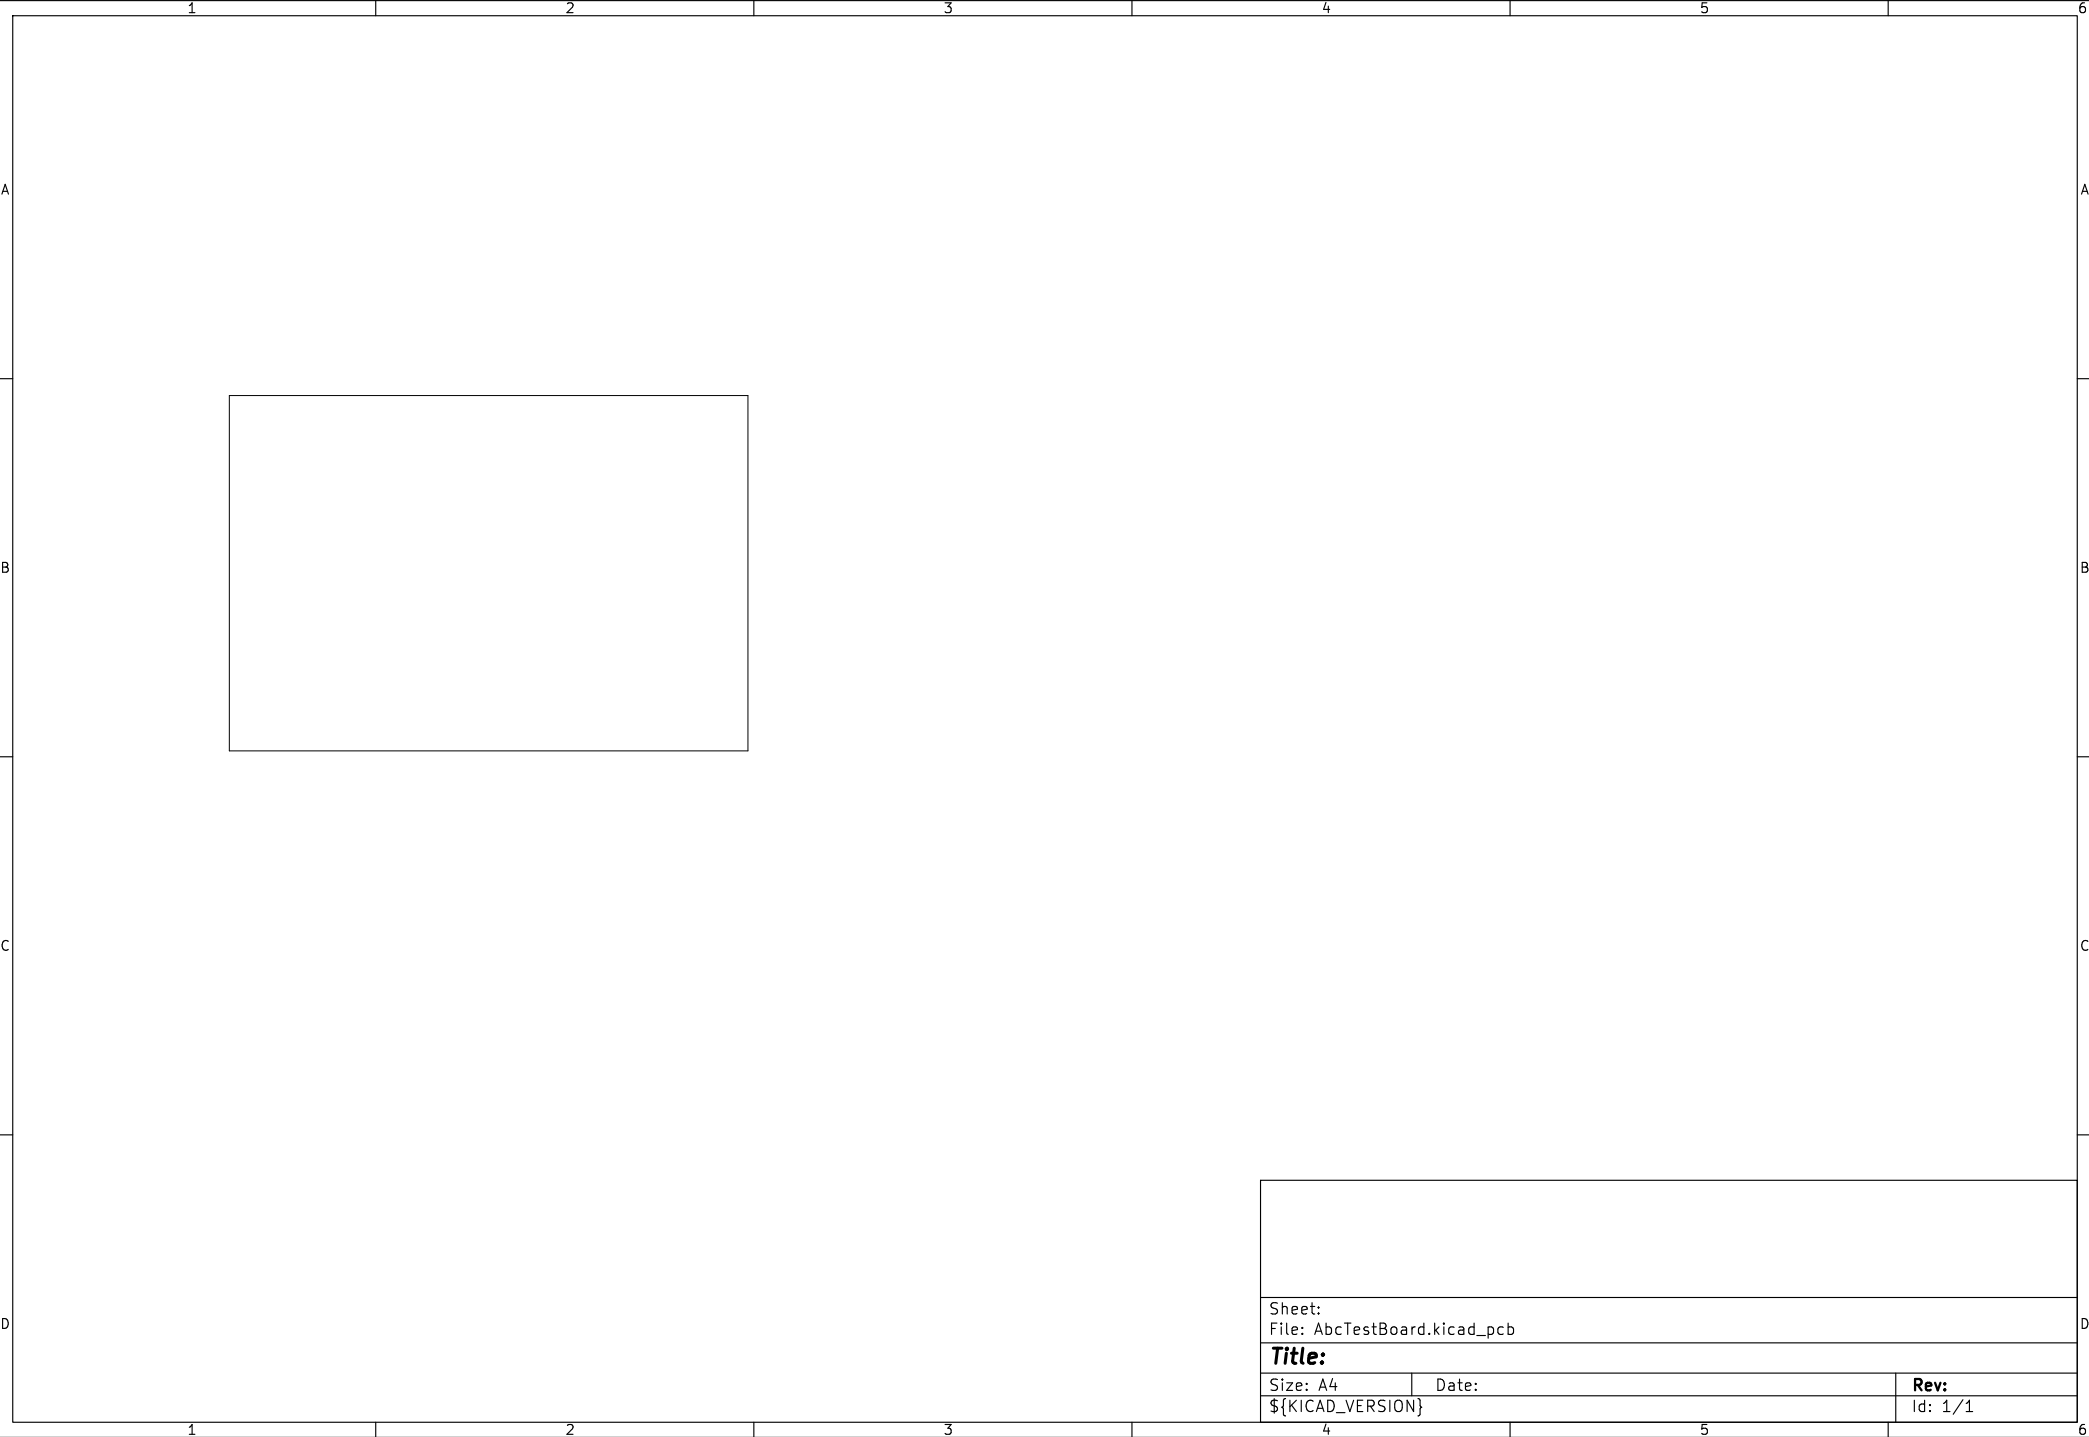 1 2 3 4 5 6
A A
B B
C C
Sheet:
File: AbcTestBoard.kicad_pcb
D D
Title:
Size: A4 Date: Rev:
${KICAD_VERSION} Id: 1/1
1 2 3 4 5 6